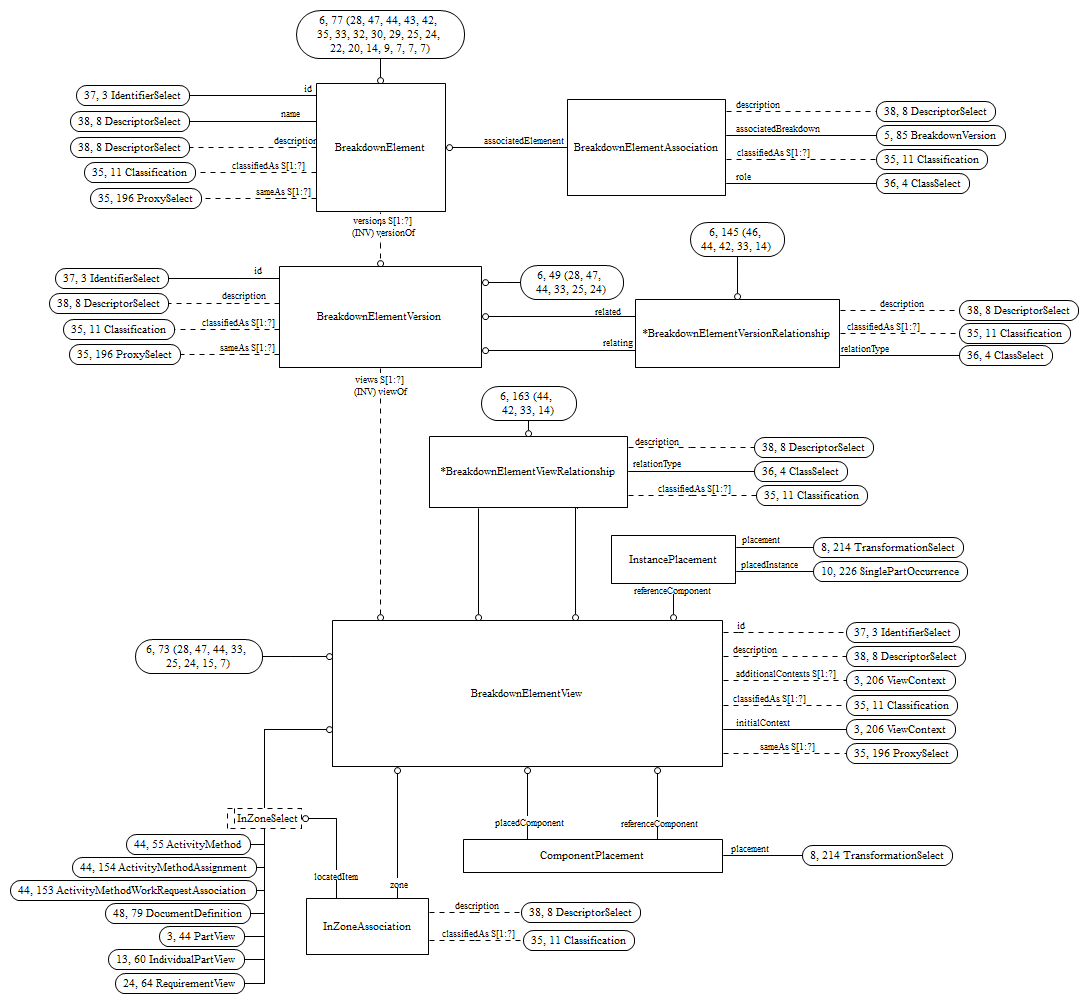 6, 77 (28, 47, 44, 43, 42,
35, 33, 32, 30, 29, 25, 24,
22, 20, 14, 9, 7, 7, 7)
37, 3 IdentifierSelect
id
38, 8 DescriptorSelect
name
38, 8 DescriptorSelect
description
35, 11 Classification
classifiedAs S[1:?]
35, 196 ProxySelect
sameAs S[1:?]
BreakdownElement
associatedElemenent
BreakdownElementAssociation
description
38, 8 DescriptorSelect
associatedBreakdown
5, 85 BreakdownVersion
classifiedAs S[1:?]
35, 11 Classification
role
36, 4 ClassSelect
versions S[1:?]
(INV) versionOf
6, 145 (46,
44, 42, 33, 14)
37, 3 IdentifierSelect
id
38, 8 DescriptorSelect
description
35, 11 Classification
classifiedAs S[1:?]
35, 196 ProxySelect
sameAs S[1:?]
BreakdownElementVersion
6, 49 (28, 47,
44, 33, 25, 24)
related
relating
*BreakdownElementVersionRelationship
description
38, 8 DescriptorSelect
classifiedAs S[1:?]
35, 11 Classification
relationType
36, 4 ClassSelect
views S[1:?]
(INV) viewOf
6, 163 (44,
42, 33, 14)
*BreakdownElementViewRelationship
description
38, 8 DescriptorSelect
relationType
36, 4 ClassSelect
classifiedAs S[1:?]
35, 11 Classification
InstancePlacement
placement
8, 214 TransformationSelect
placedInstance
10, 226 SinglePartOccurrence
referenceComponent
6, 73 (28, 47, 44, 33,
25, 24, 15, 7)
BreakdownElementView
id
37, 3 IdentifierSelect
description
38, 8 DescriptorSelect
additionalContexts S[1:?]
3, 206 ViewContext
classifiedAs S[1:?]
35, 11 Classification
initialContext
3, 206 ViewContext
sameAs S[1:?]
35, 196 ProxySelect
InZoneSelect
44, 55 ActivityMethod
44, 154 ActivityMethodAssignment
44, 153 ActivityMethodWorkRequestAssociation
48, 79 DocumentDefinition
3, 44 PartView
13, 60 IndividualPartView
24, 64 RequirementView
locatedItem
zone
placedComponent
referenceComponent
ComponentPlacement
placement
8, 214 TransformationSelect
InZoneAssociation
description
38, 8 DescriptorSelect
classifiedAs S[1:?]
35, 11 Classification